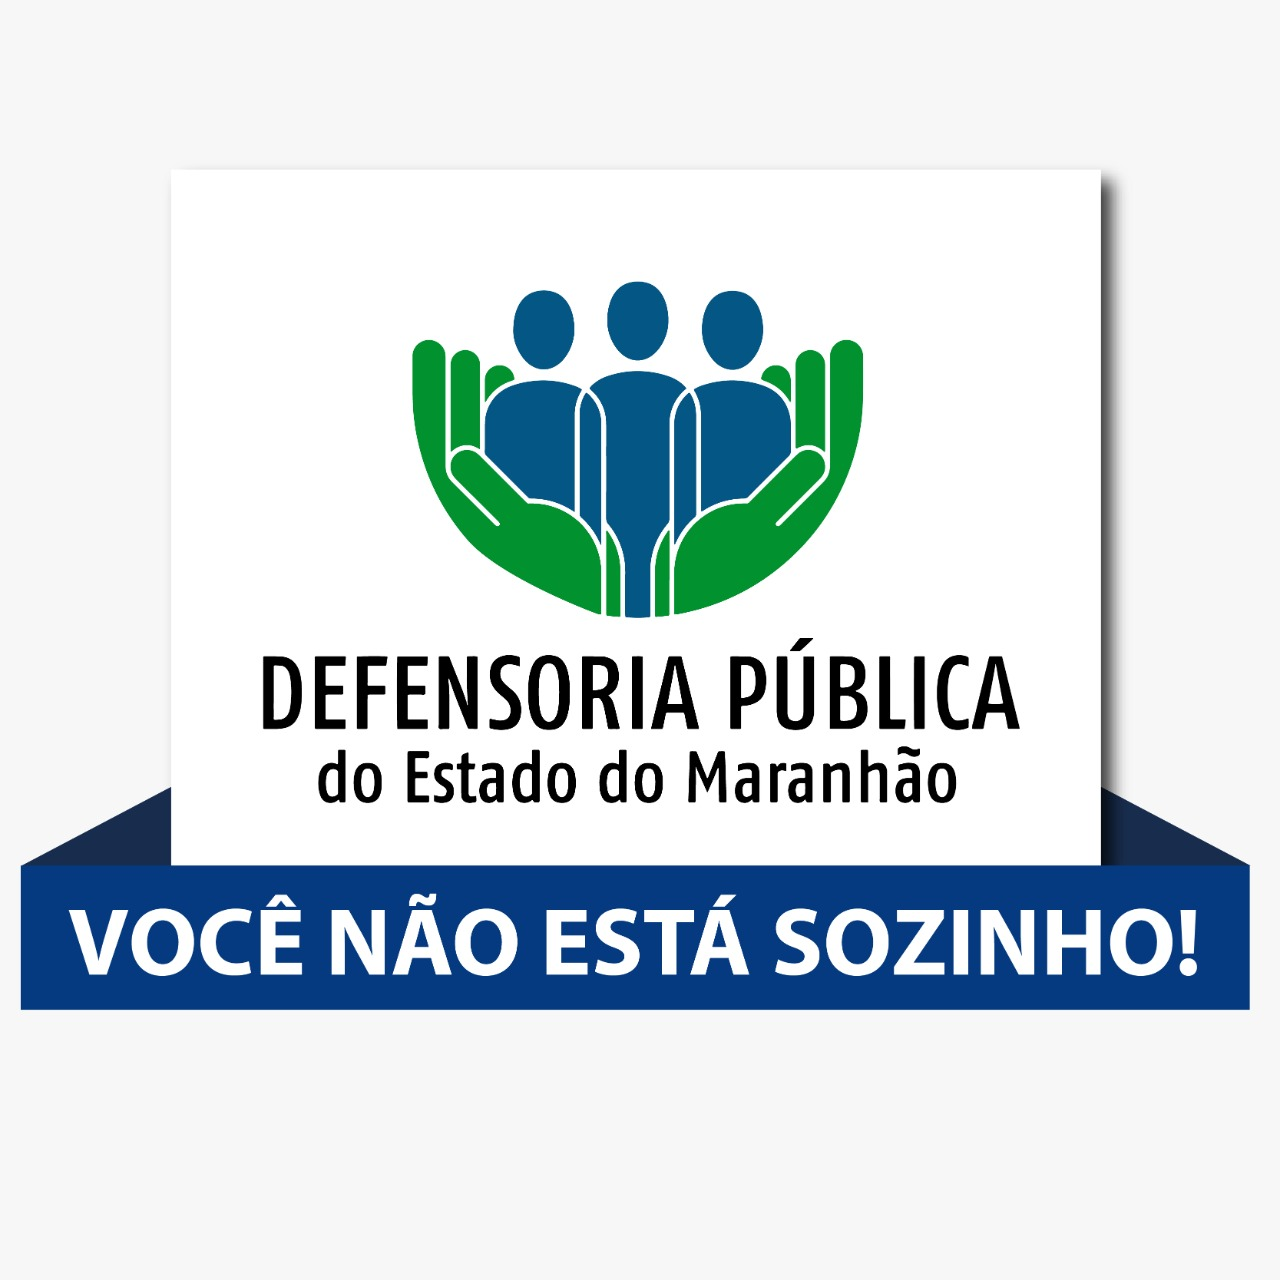 DEFENSORIA PÚBLICA
do Estado do Maranhão
VOCÊ NÃO ESTÁ SOZINHO!